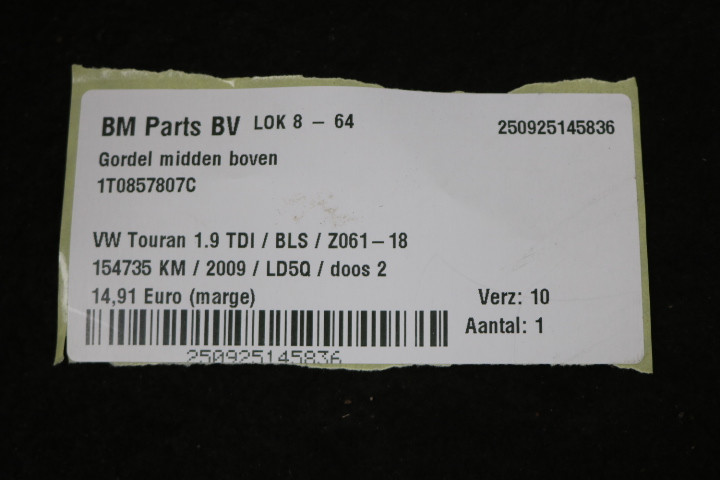 BM Parts BV LOK 8 - 64 250925145836
Gordel midden boven
1T0857807C
VW Touran 1.9 TDI / BLS / Z061-18
154735 KM / 2009 / LD5Q / doos 2
14,91 Euro (marge) Verz: 10
Aantal: 1
250925145836